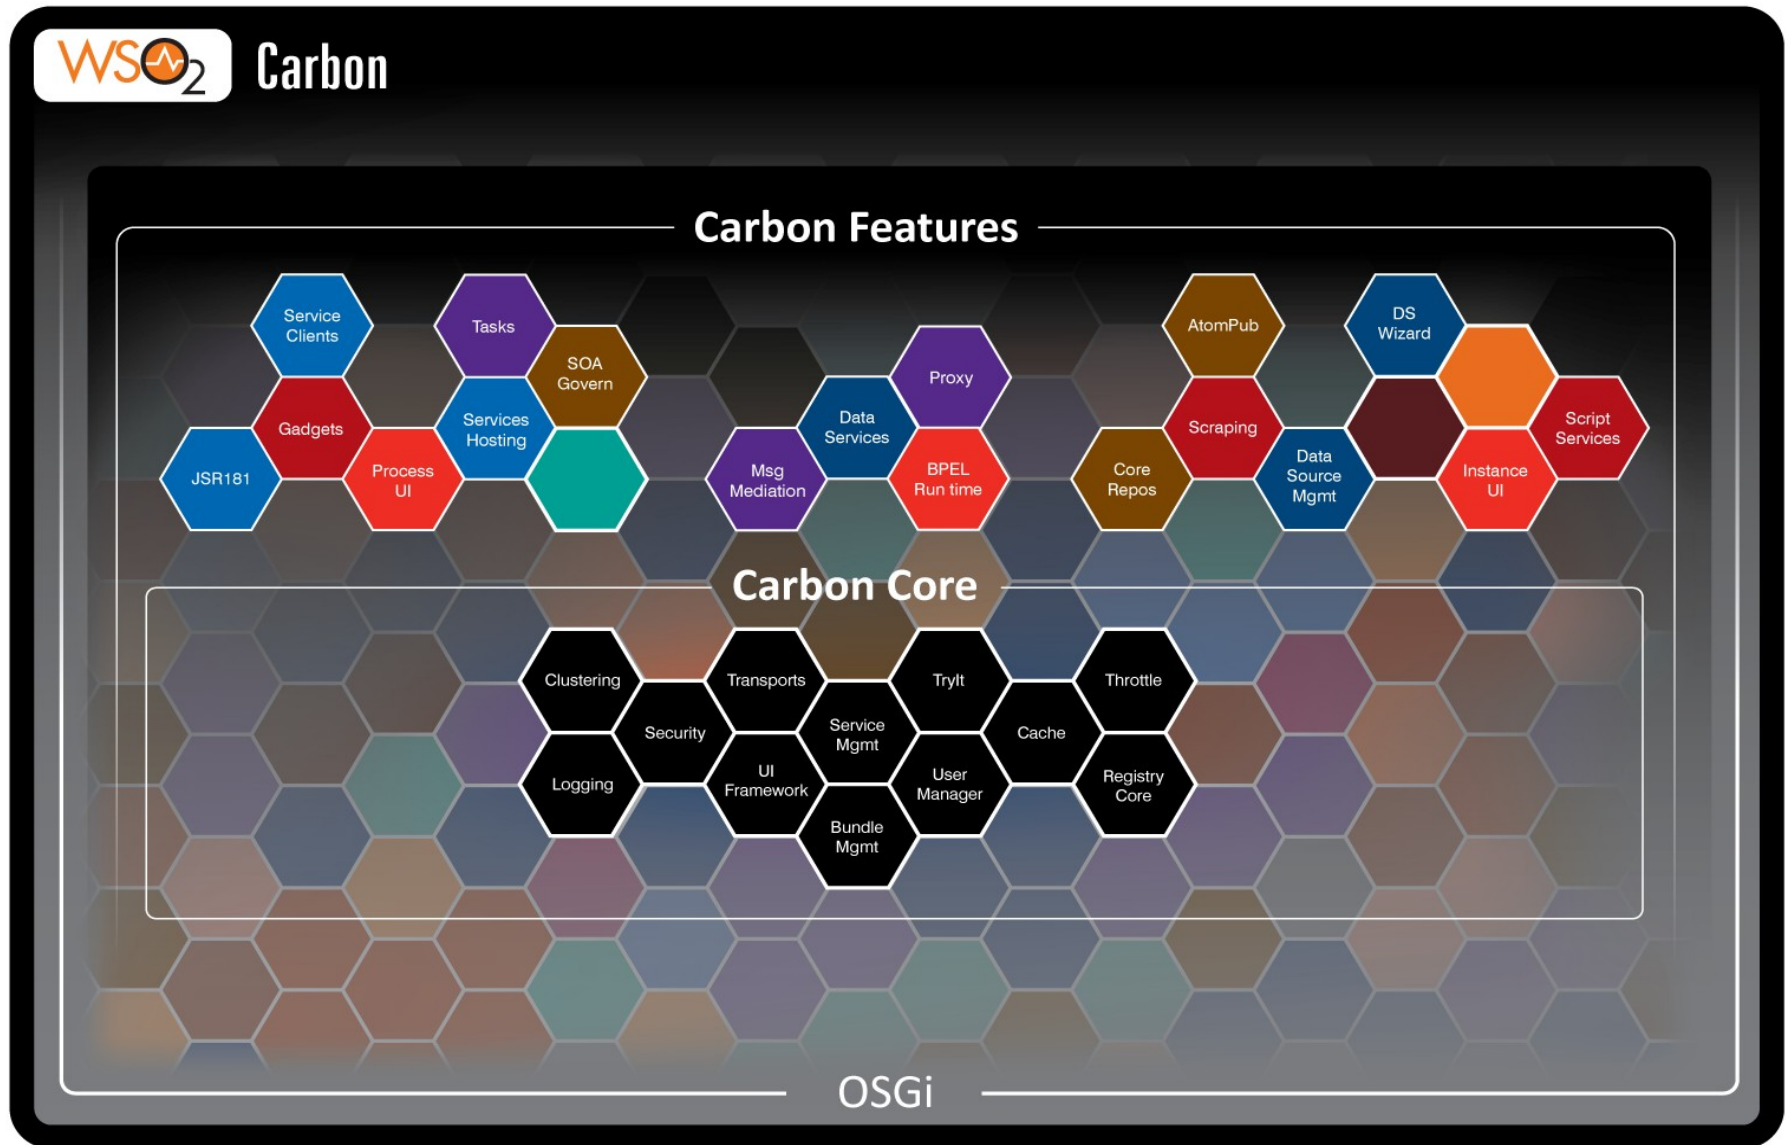 WSO2 Carbon
Carbon Features
Service
Clients
Tasks
SOA
Govern
AtomPub
DS
Wizard
Proxy
Gadgets
Services
Hosting
Data
Services
Scraping
Script
Services
JSR181
Process
UI
Msg
Mediation
BPEL
Run time
Core
Repos
Data
Source
Mgmt
Instance
UI
Carbon Core
Clustering
Transports
TryIt
Throttle
Security
Service
Mgmt
Cache
Logging
UI
Framework
User
Manager
Registry
Core
Bundle
Mgmt
OSGi